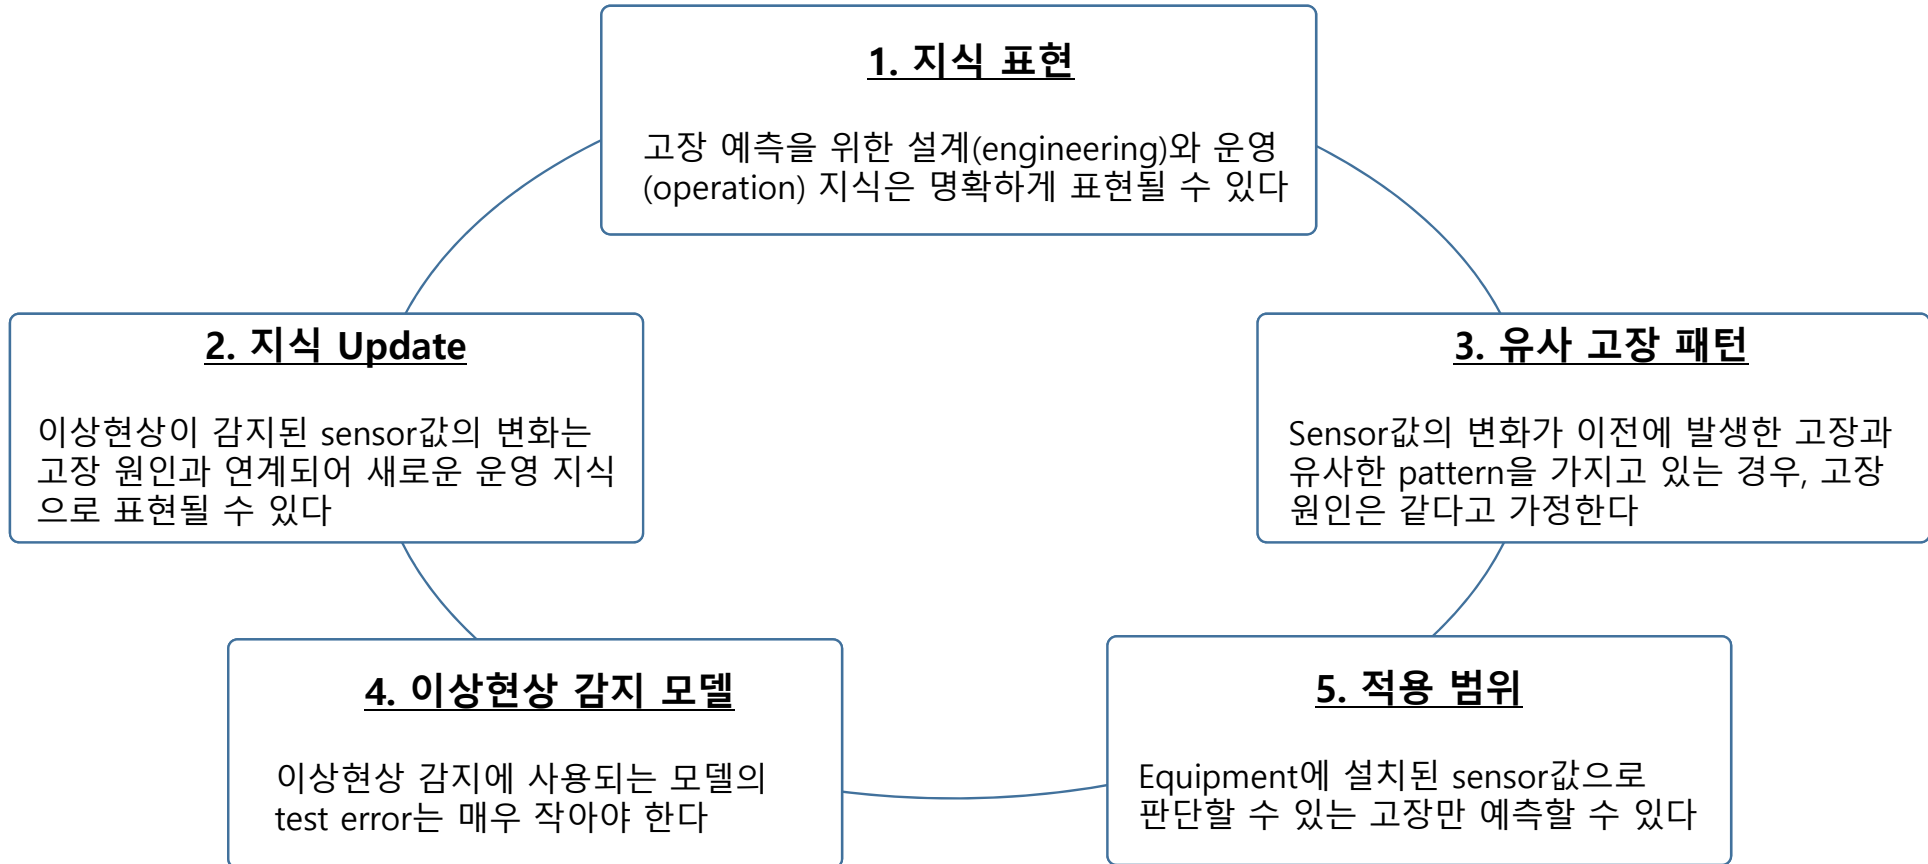 1. 지식 표현
고장 예측을 위한 설계(engineering)와 운영
(operation) 지식은 명확하게 표현될 수 있다
2. 지식 Update
이상현상이 감지된 sensor값의 변화는
고장 원인과 연계되어 새로운 운영 지식
으로 표현될 수 있다
3. 유사 고장 패턴
Sensor값의 변화가 이전에 발생한 고장과
유사한 pattern을 가지고 있는 경우, 고장
원인은 같다고 가정한다
4. 이상현상 감지 모델
이상현상 감지에 사용되는 모델의
test error는 매우 작아야 한다
5. 적용 범위
Equipment에 설치된 sensor값으로
판단할 수 있는 고장만 예측할 수 있다